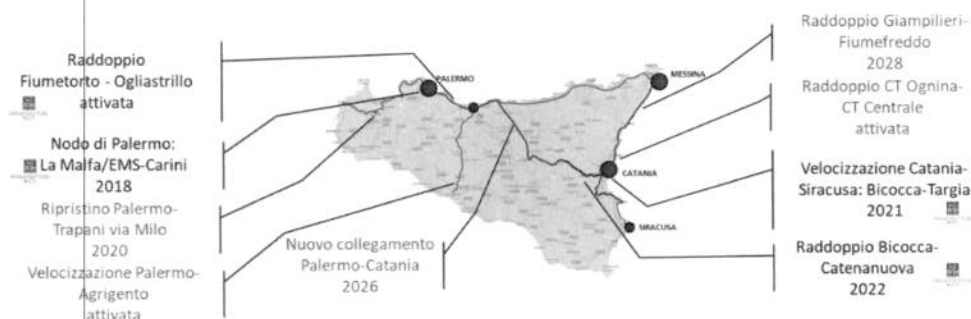 Raddoppio
Fiumetorto - Ogliastrillo
attivata
Nodo di Palermo:
La Malfa/EMS-Carini
2018
Ripristino Palermo-
Trapani via Milo
2020
Velocizzazione Palermo-
Agrigento
attivata
Nuovo collegamento
Palermo-Catania
2026
PALERMO
MESSINA
CATANIA
SIRACUSA
Raddoppio Giampilieri-
Fiumefreddo
2028
Raddoppio CT Ognina-
CT Centrale
attivata
Velocizzazione Catania-
Siracusa: Bicocca-Targia
2021
Raddoppio Bicocca-
Catenanuova
2022